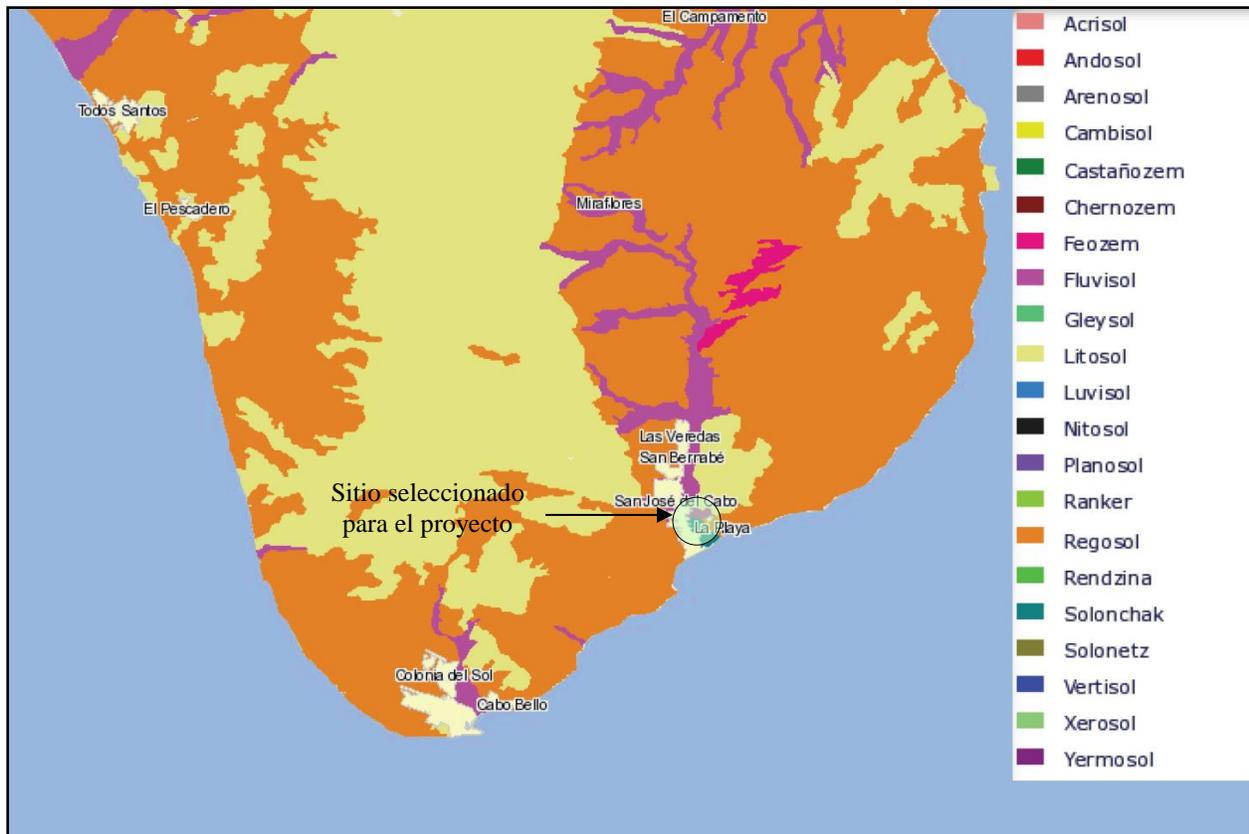 El Campamento
Todos Santos
El Pescadero
Miraflores
Las Veredas
San Bernabé
San José del Cabo
La Playa
Sitio seleccionado
para el proyecto
Colonia del Sol
Cabo Bello
Acrisol
Andosol
Arenosol
Cambisol
Castañozem
Chernozem
Feozem
Fluvisol
Gleysol
Litosol
Luvisol
Nitosol
Planosol
Ranker
Regosol
Rendzina
Solonchak
Solonetz
Vertisol
Xerosol
Yermosol